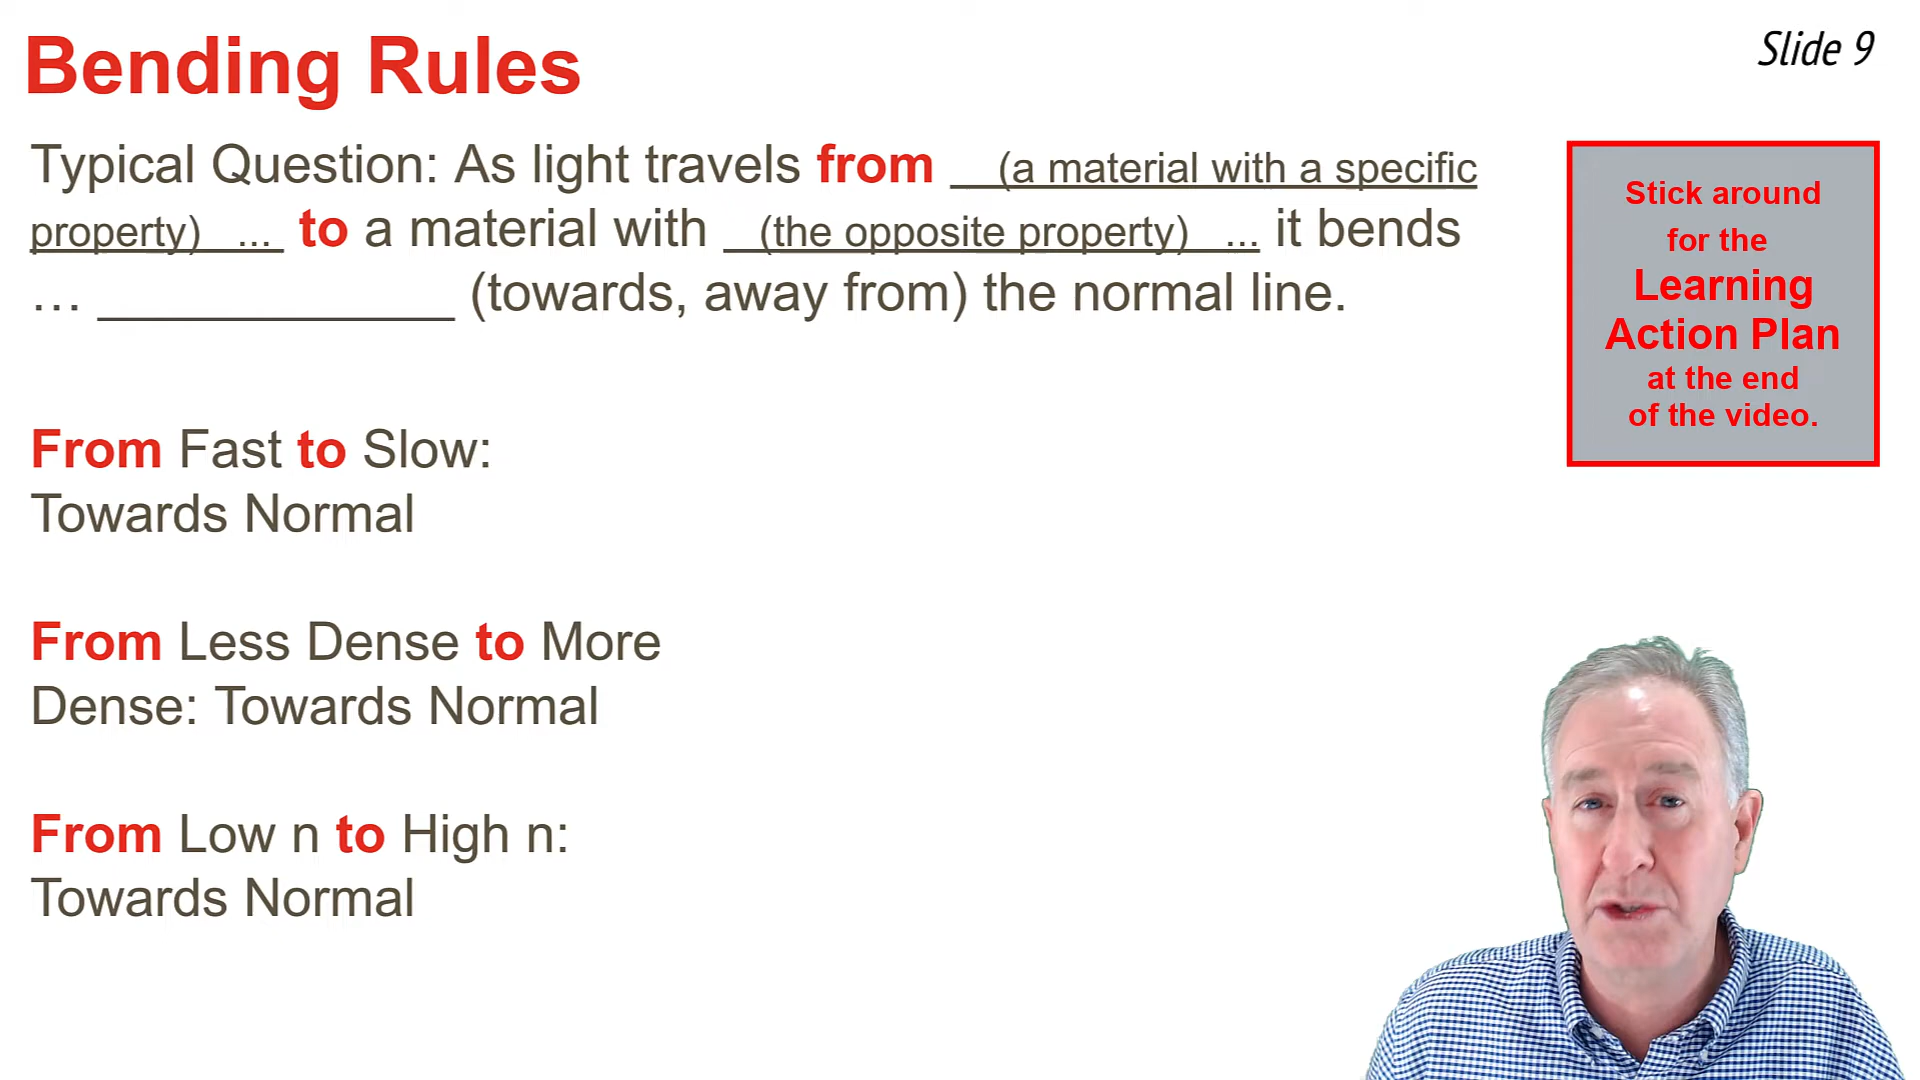 Bending Rules
Slide 9
Typical Question: As light travels from __(a material with a specific
property) ... to a material with _(the opposite property) ... it bends
… ____________ (towards, away from) the normal line.
Stick around
for the
Learning
Action Plan
at the end
of the video.
From Fast to Slow:
Towards Normal
From Less Dense to More
Dense: Towards Normal
From Low n to High n:
Towards Normal